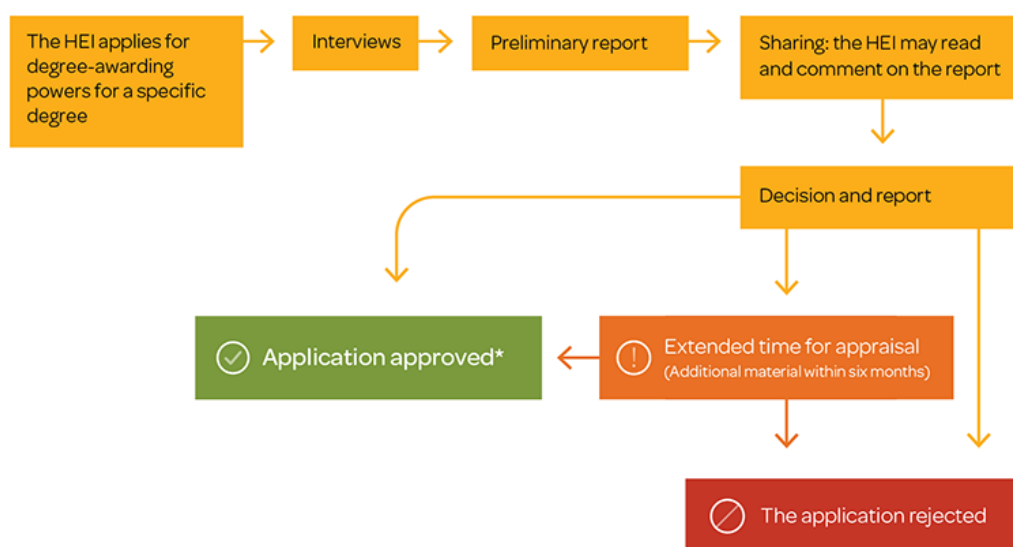 The HEI applies for
degree-awarding
powers for a specific
degree
Interviews
Preliminary report
Sharing: the HEI may read
and comment on the report
Decision and report
Application approved*
Extended time for appraisal
(Additional material within six months)
The application rejected